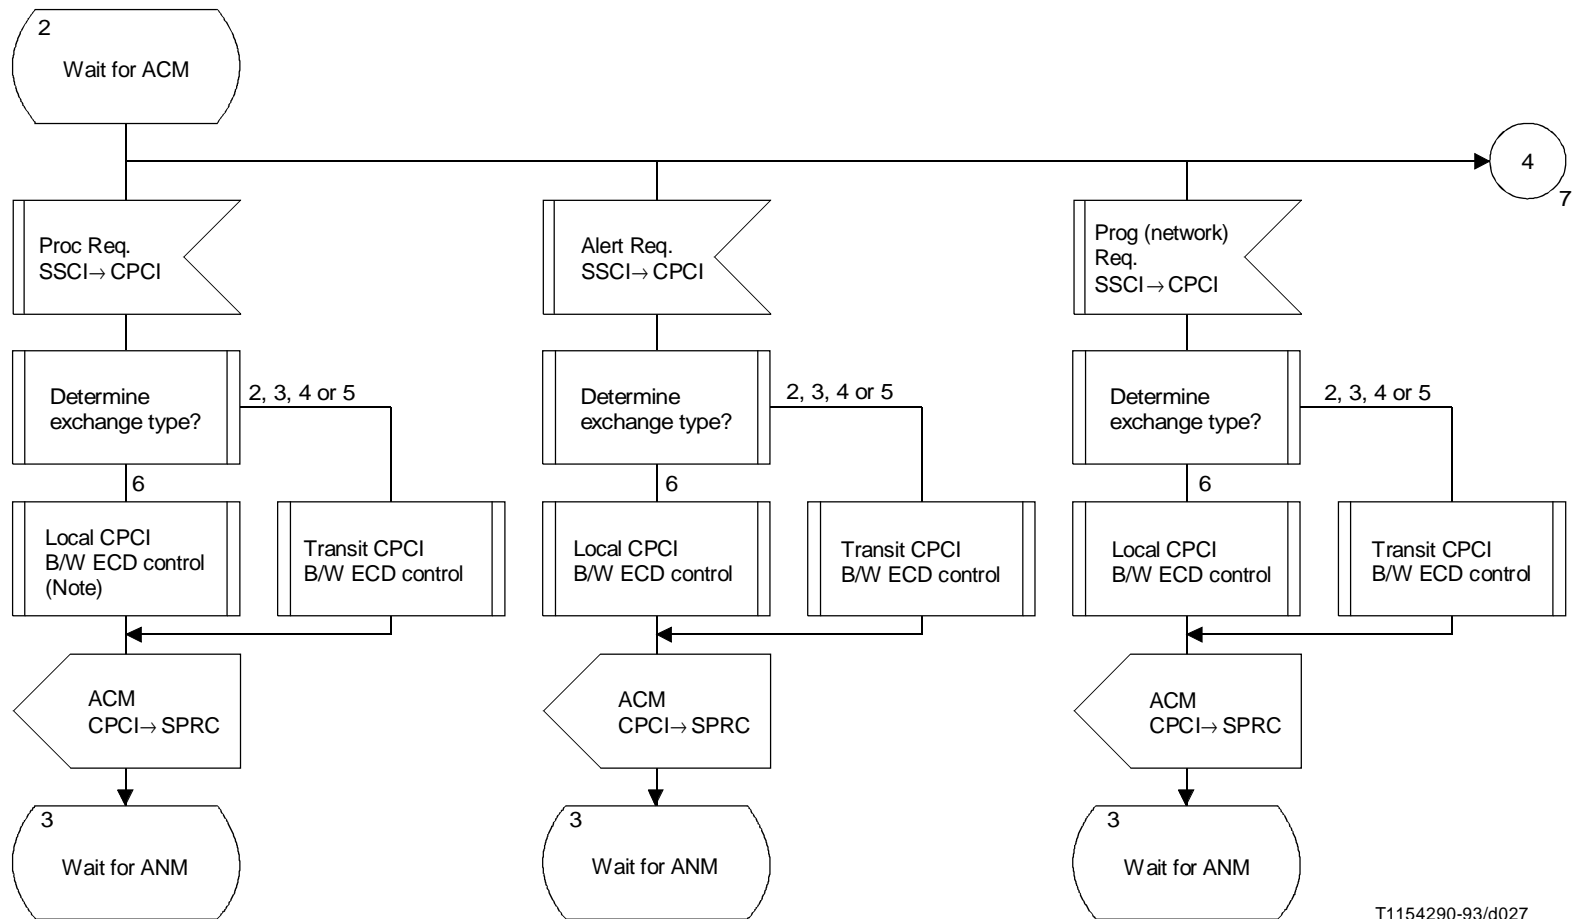 2
Wait for ACM
4
7
Proc Req.
SSCI→CPCI
Alert Req.
SSCI→CPCI
Prog (network)
Req.
SSCI→CPCI
Determine
exchange type?
2, 3, 4 or 5
6
Determine
exchange type?
2, 3, 4 or 5
6
Determine
exchange type?
2, 3, 4 or 5
6
Local CPCI
B/W ECD control
(Note)
Transit CPCI
B/W ECD control
Local CPCI
B/W ECD control
Transit CPCI
B/W ECD control
Local CPCI
B/W ECD control
Transit CPCI
B/W ECD control
ACM
CPCI→SPRC
ACM
CPCI→SPRC
ACM
CPCI→SPRC
3
Wait for ANM
3
Wait for ANM
3
Wait for ANM
T1154290-93/d027